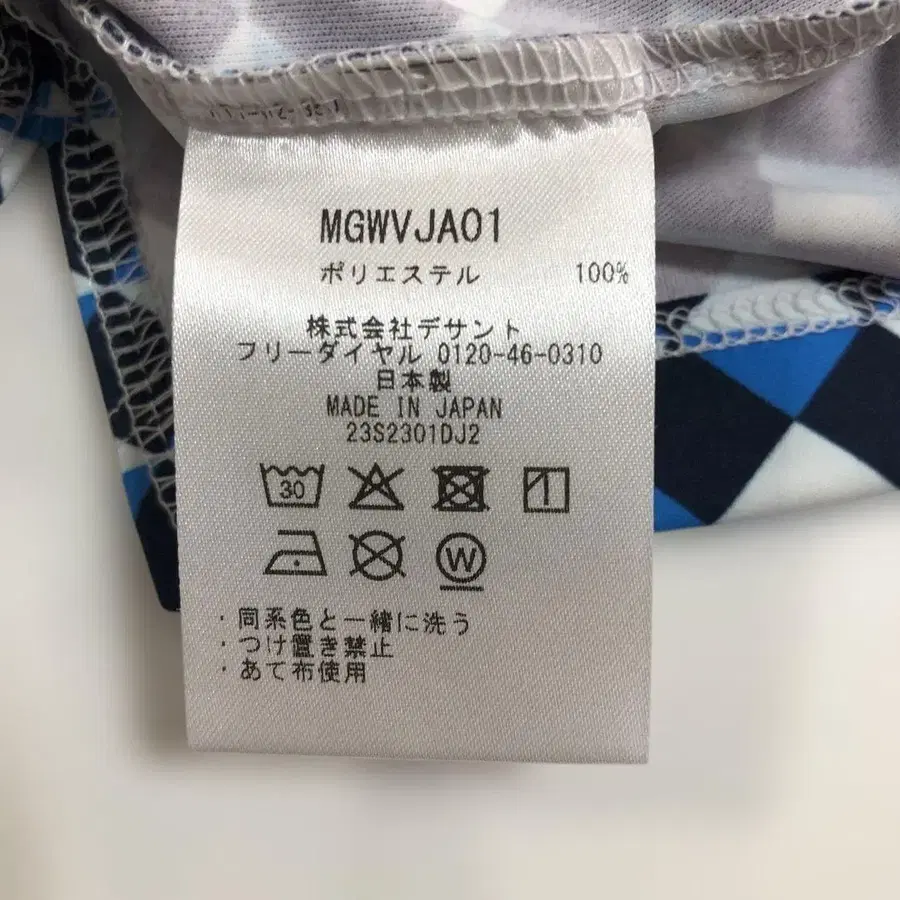 MGWVJA01
ポリエステル 100%
株式会社デサント
フリーダイヤル 0120-46-0310
日本製
MADE IN JAPAN
23S2301DJ2
30
W
・同系色と一緒に洗う
・つけ置き禁止
・あて布使用